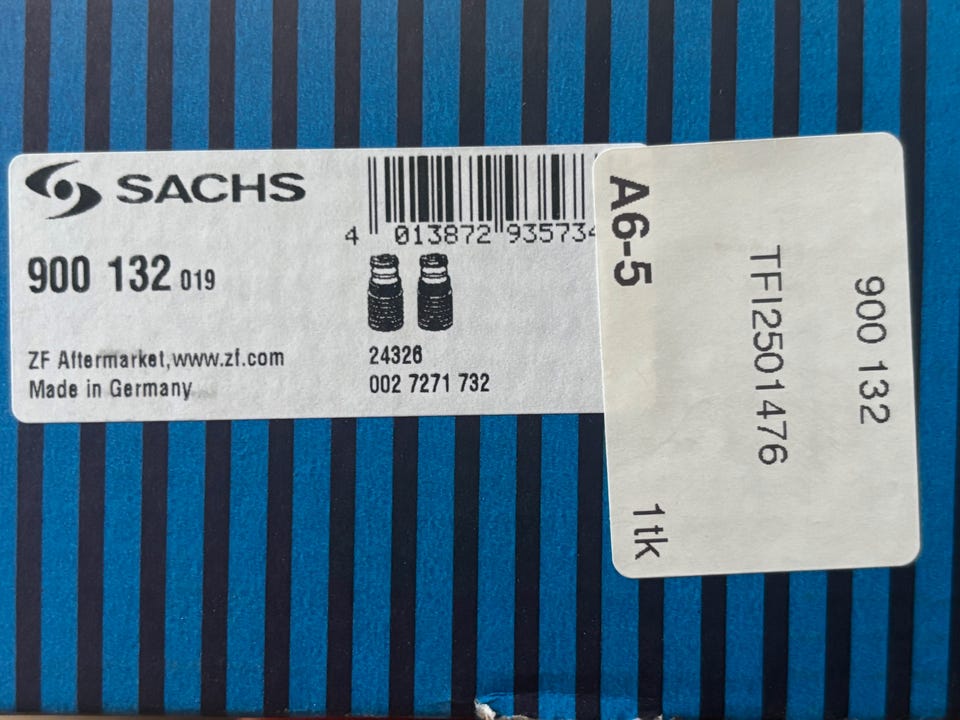 SACHS
4 013872 935734
900 132 019
ZF Aftermarket,www.zf.com
Made in Germany
24326
002 7271 732
900 132
TFI2501476
A6-5
1tk